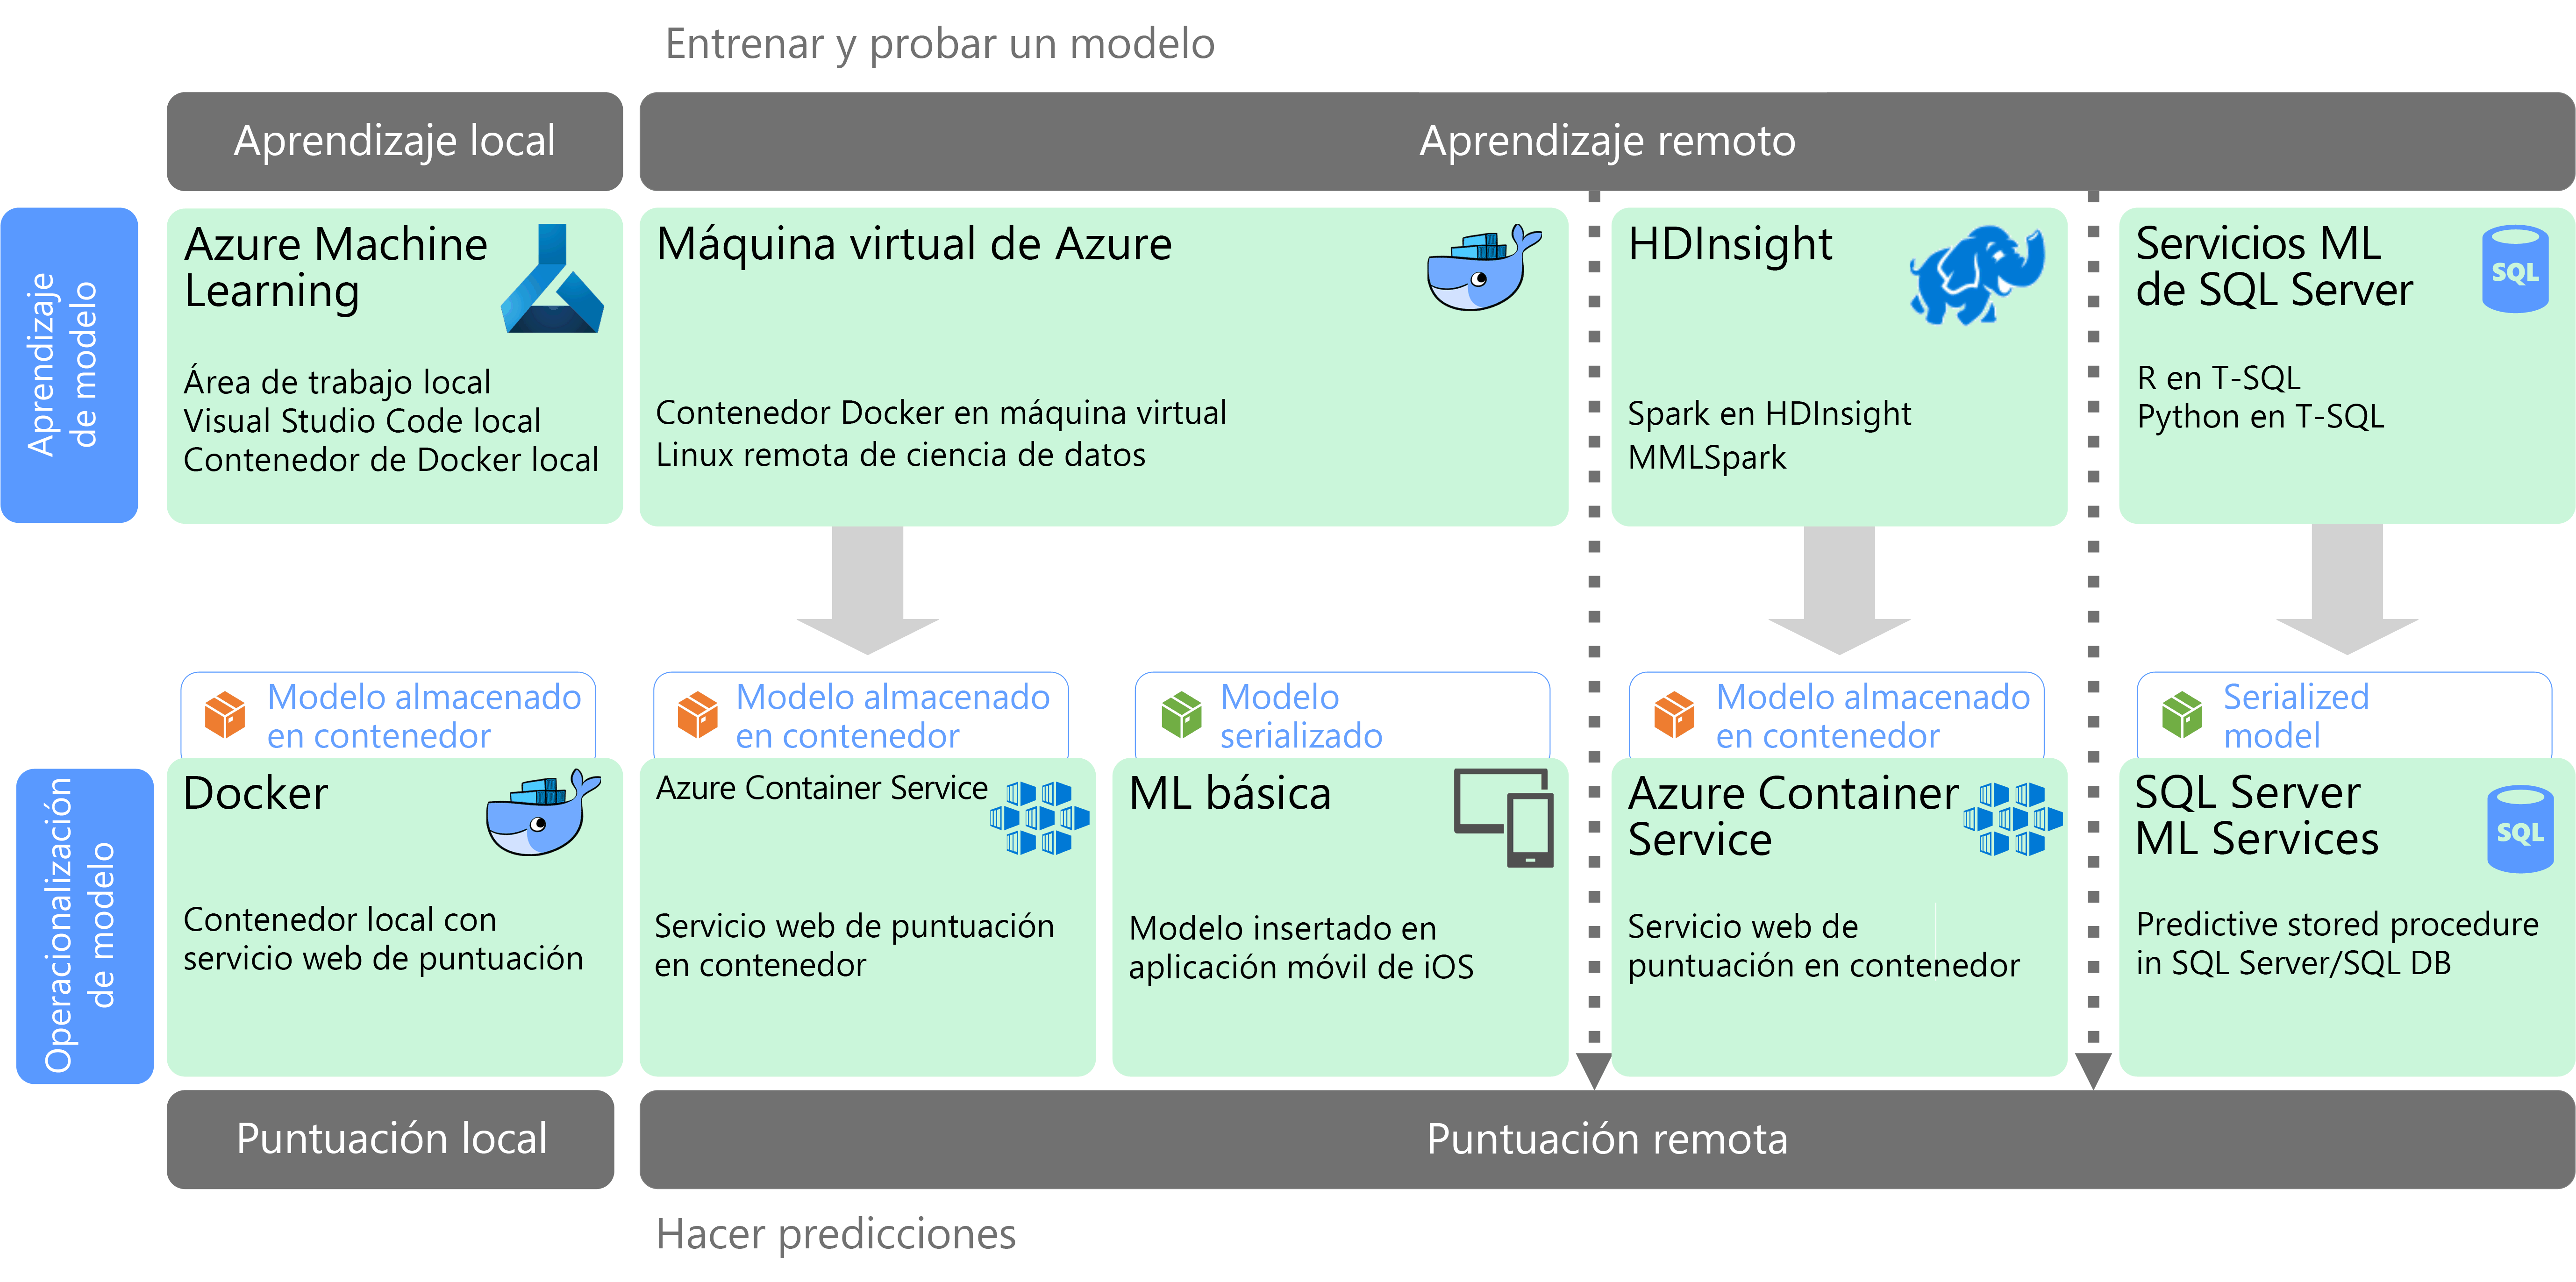 Entrenar y probar un modelo
Aprendizaje local
Aprendizaje remoto
Aprendizaje
de modelo
Azure Machine
Learning
Área de trabajo local
Visual Studio Code local
Contenedor de Docker local
Máquina virtual de Azure
Contenedor Docker en máquina virtual
Linux remota de ciencia de datos
HDInsight
Spark en HDInsight
MMLSpark
Servicios ML
de SQL Server
SQL
R en T-SQL
Python en T-SQL
Modelo almacenado
en contenedor
Modelo almacenado
en contenedor
Modelo
serializado
Modelo almacenado
en contenedor
Serialized
model
Operacionalización
de modelo
Docker
Contenedor local con
servicio web de puntuación
Azure Container Service
Servicio web de puntuación
en contenedor
ML básica
Modelo insertado en
aplicación móvil de iOS
Azure Container
Service
Servicio web de
puntuación en contenedor
SQL Server
ML Services
SQL
Predictive stored procedure
in SQL Server/SQL DB
Puntuación local
Puntuación remota
Hacer predicciones